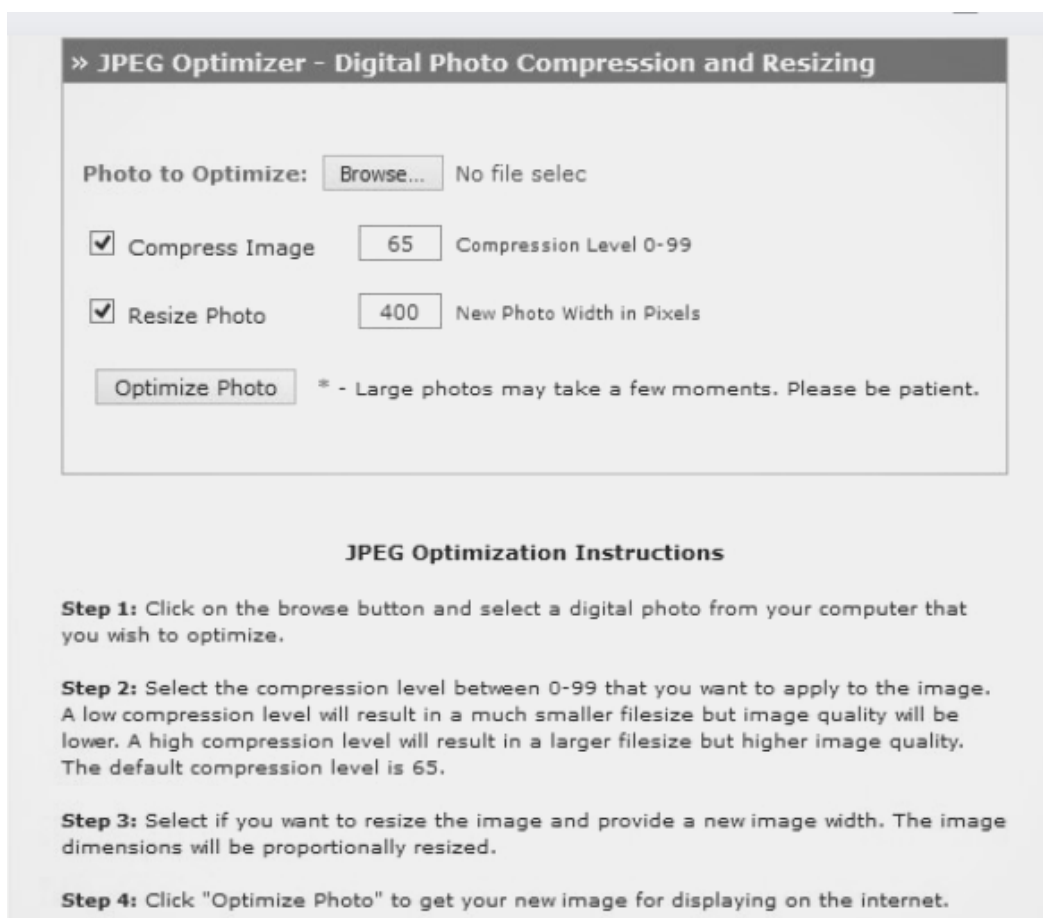 » JPEG Optimizer - Digital Photo Compression and Resizing
Photo to Optimize: Browse... No file selec
Compress Image 65 Compression Level 0-99
Resize Photo 400 New Photo Width in Pixels
Optimize Photo * - Large photos may take a few moments. Please be patient.
JPEG Optimization Instructions
Step 1: Click on the browse button and select a digital photo from your computer that
you wish to optimize.
Step 2: Select the compression level between 0-99 that you want to apply to the image.
A low compression level will result in a much smaller filesize but image quality will be
lower. A high compression level will result in a larger filesize but higher image quality.
The default compression level is 65.
Step 3: Select if you want to resize the image and provide a new image width. The image
dimensions will be proportionally resized.
Step 4: Click "Optimize Photo" to get your new image for displaying on the internet.